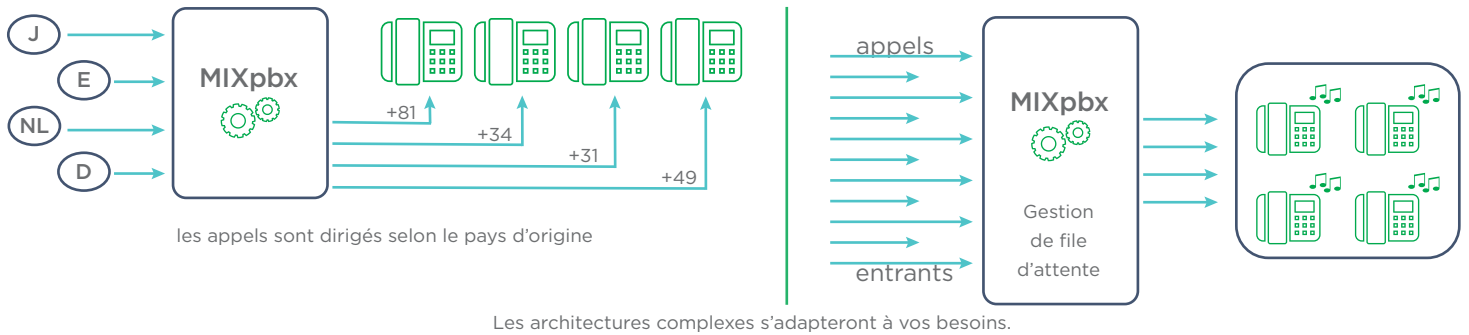 J
E
NL
D
MIXpbx
+81
+34
+31
+49
les appels sont dirigés selon le pays d’origine
appels
entrants
MIXpbx
Gestion
de file
d’attente
Les architectures complexes s’adapteront à vos besoins.